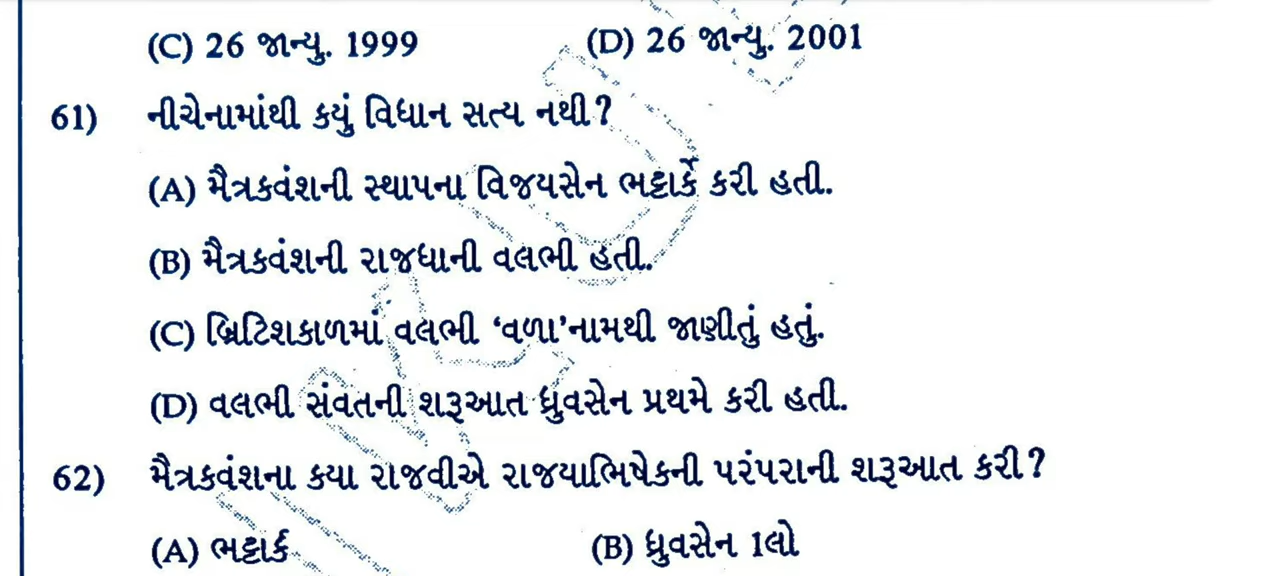 (C) 26 જાન્યુ. 1999 (D) 26 જાન્યુ. 2001
61) નીચેનામાંથી કયું વિધાન સત્ય નથી?
(A) મૈત્રકવંશની સ્થાપના વિજયસેન ભટ્ટાર્કે કરી હતી.
(B) મૈત્રકવંશની રાજધાની વલભી હતી.
(C) બ્રિટિશકાળમાં વલભી ‘વળા’નામથી જાણીતું હતું.
(D) વલભી સંવતની શરૂઆત ધ્રુવસેન પ્રથમે કરી હતી.
62) મૈત્રકવંશના કયા રાજવીએ રાજયાભિષેકની પરંપરાની શરૂઆત કરી?
(A) ભટ્ટાર્ક (B) ધ્રુવસેન 1લો